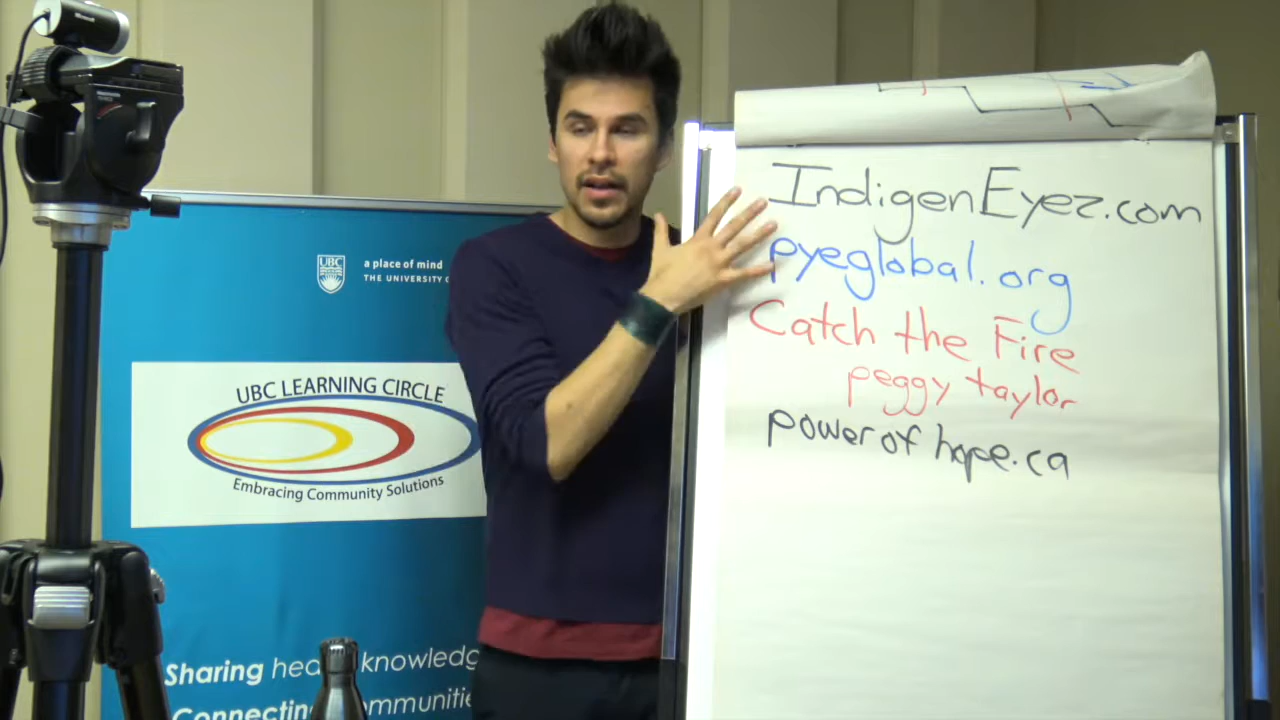 Microsoft
UBC
a place of mind
THE UNIVERSITY
UBC LEARNING CIRCLE
Embracing Community Solutions
Sharing knowledg
Connectin mmunitie
IndigenEyez.com
pyeglobal.org
Catch the Fire
peggy taylor
powerofhope.ca